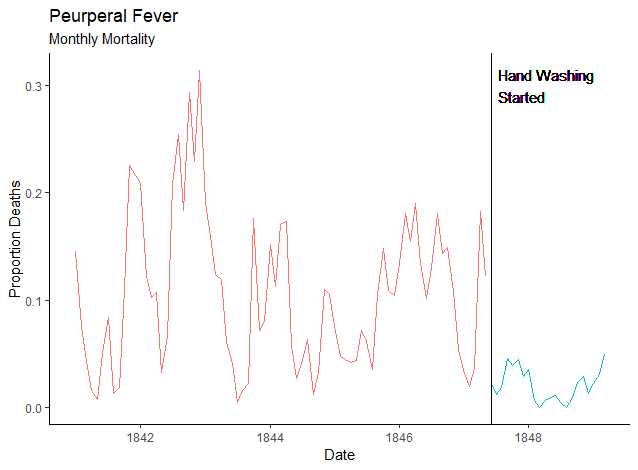 Peurperal Fever
Monthly Mortality
Hand Washing
Started
Proportion Deaths
0.3
0.2
0.1
0.0
1842 1844 1846 1848
Date